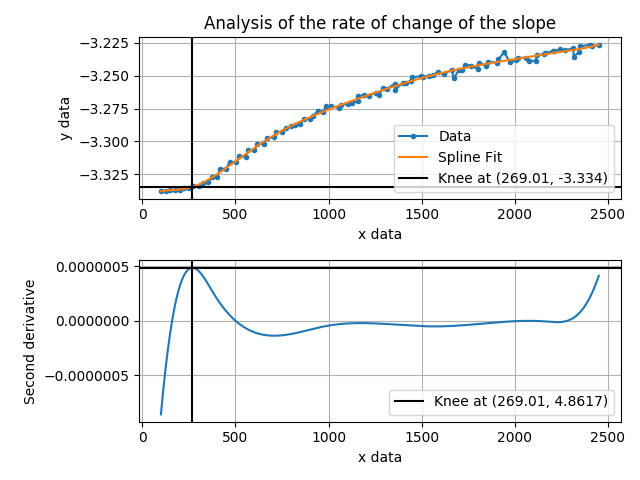 Analysis of the rate of change of the slope
−3.225
−3.250
−3.275
−3.300
−3.325
y data
Data
Spline Fit
Knee at (269.01, -3.334)
0 500 1000 1500 2000 2500
x data
0.0000005
0.0000000
−0.0000005
Second derivative
Knee at (269.01, 4.8617)
0 500 1000 1500 2000 2500
x data